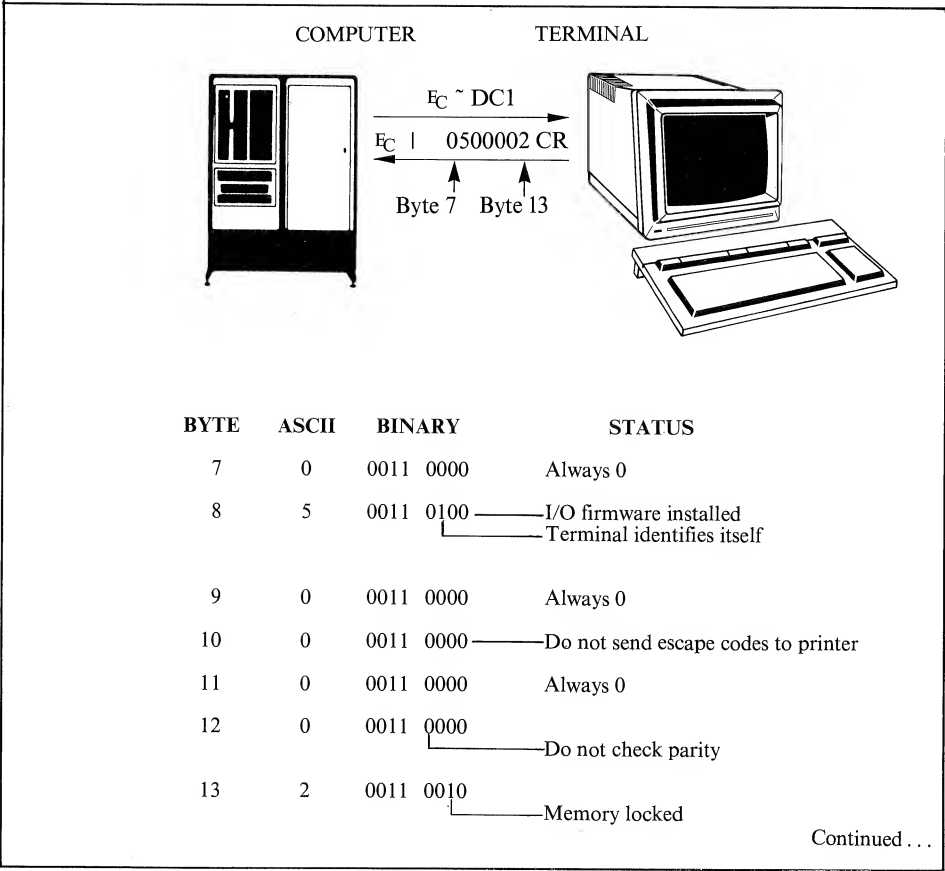 COMPUTER TERMINAL
EC ~ DC1
EC | 0500002 CR
Byte 7 Byte 13
BYTE ASCII BINARY STATUS
7 0 0011 0000 Always 0
8 5 0011 0100 I/O firmware installed
Terminal identifies itself
9 0 0011 0000 Always 0
10 0 0011 0000 Do not send escape codes to printer
11 0 0011 0000 Always 0
12 0 0011 0000
Do not check parity
13 2 0011 0010
Memory locked
Continued . . .